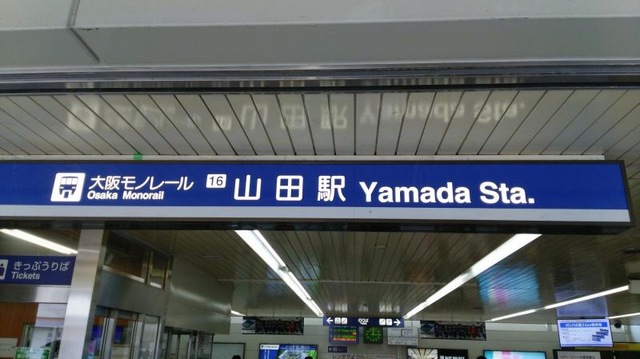 大阪モノレール
Osaka Monorail
16
山田駅 Yamada Sta.
きっぷうりば
Tickets